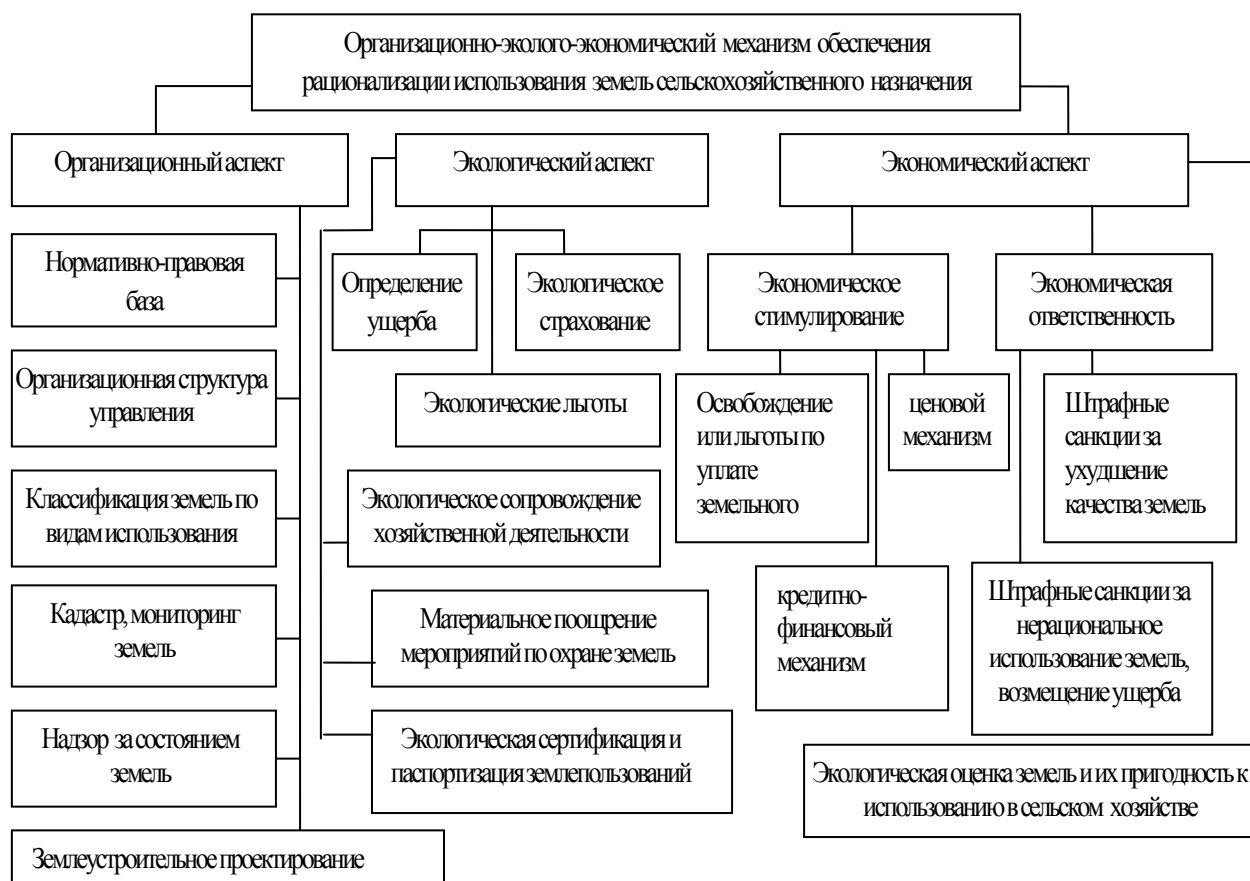 Организационно-эколого-экономический механизм обеспечения
рационализации использования земель сельскохозяйственного назначения
Организационный аспект
Экологический аспект
Экономический аспект
Нормативно-правовая
база
Организационная структура
управления
Классификация земель по
видам использования
Кадастр, мониторинг
земель
Надзор за состоянием
земель
Землеустроительное проектирование
Определение
ущерба
Экологическое
страхование
Экологические льготы
Экологическое сопровождение
хозяйственной деятельности
Материальное поощрение
мероприятий по охране земель
Экологическая сертификация и
паспортизация землепользований
Экономическое
стимулирование
Экономическая
ответственность
Освобождение
или льготы по
уплате
земельного
ценовой
механизм
Штрафные
санкции за
ухудшение
качества земель
кредитно-
финансовый
механизм
Штрафные санкции за
нерациональное
использование земель,
возмещение ущерба
Экологическая оценка земель и их пригодность к
использованию в сельском хозяйстве